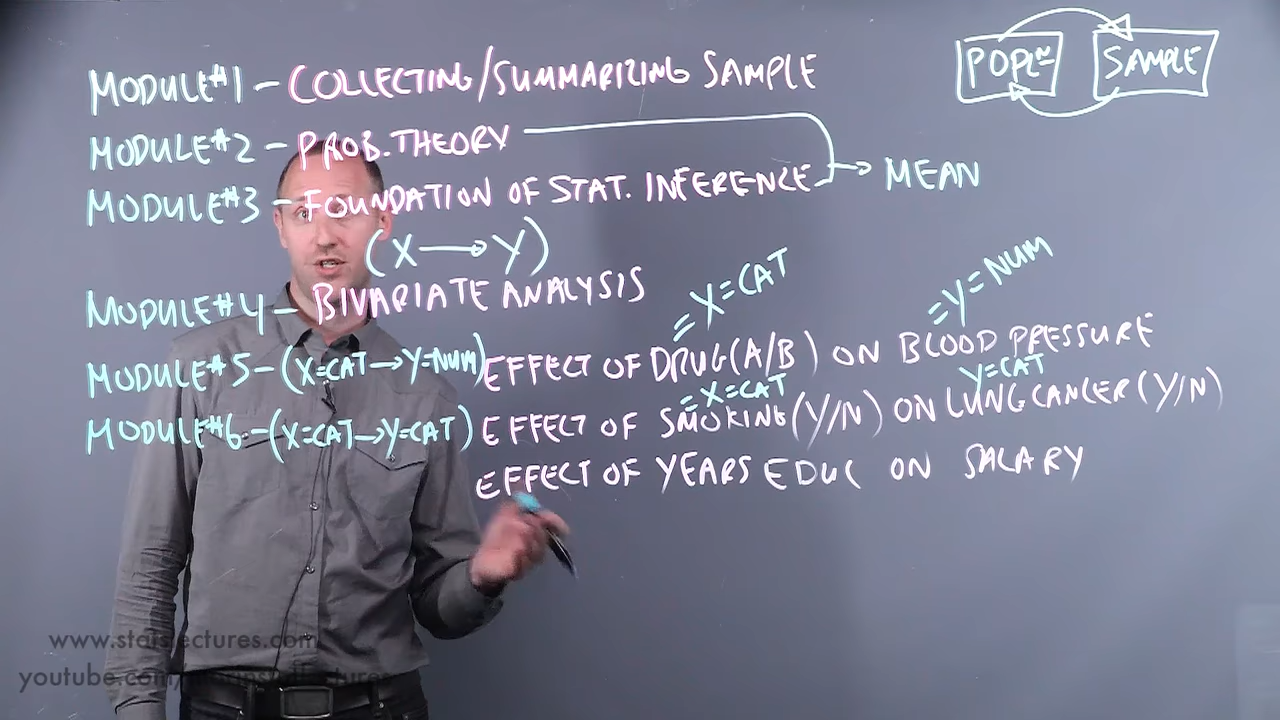 MODULE#1 - COLLECTING/SUMMARIZING SAMPLE
POPLN
SAMPLE
MODULE#2 - PROB. THEORY
MODULE#3 - FOUNDATION OF STAT. INFERENCE → MEAN
(X → Y)
MODULE#4 - BIVARIATE ANALYSIS
= X=CAT
= Y=NUM
MODULE#5 - (X=CAT→Y=NUM) EFFECT OF DRUG(A/B) ON BLOOD PRESSURE
= X=CAT
Y=CAT
MODULE#6 - (X=CAT→Y=CAT) EFFECT OF SMOKING(Y/N) ON LUNG CANCER(Y/N)
EFFECT OF YEARS EDUC ON SALARY
www.statslectures.com
youtube.com/